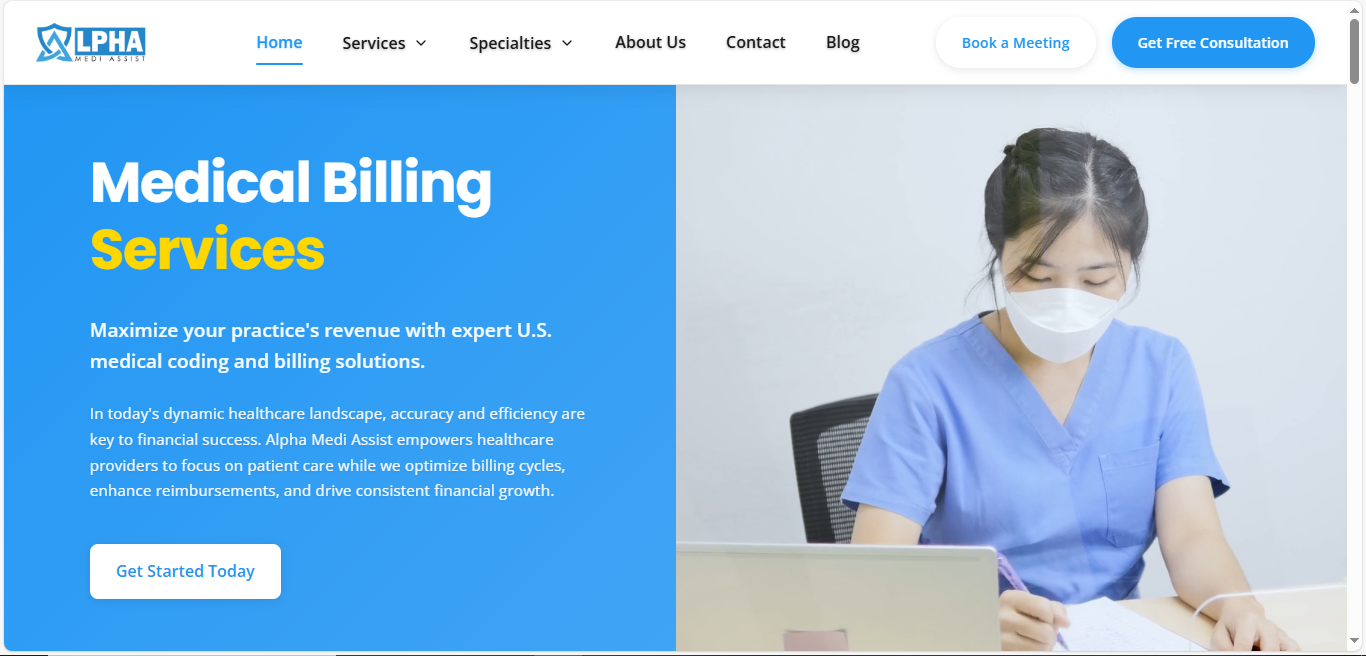 ALPHA
MEDI ASSIST
Home
Services
Specialties
About Us
Contact
Blog
Book a Meeting
Get Free Consultation
Medical Billing
Services
Maximize your practice's revenue with expert U.S.
medical coding and billing solutions.
In today's dynamic healthcare landscape, accuracy and efficiency are
key to financial success. Alpha Medi Assist empowers healthcare
providers to focus on patient care while we optimize billing cycles,
enhance reimbursements, and drive consistent financial growth.
Get Started Today